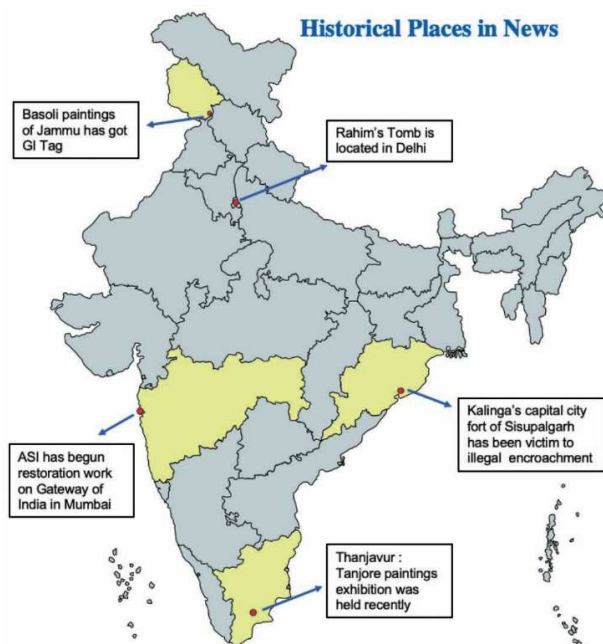 Historical Places in News
Basoli paintings
of Jammu has got
GI Tag
Rahim's Tomb is
located in Delhi
Kalinga's capital city
fort of Sisupalgarh
has been victim to
illegal encroachment
ASI has begun
restoration work
on Gateway of
India in Mumbai
Thanjavur :
Tanjore paintings
exhibition was
held recently